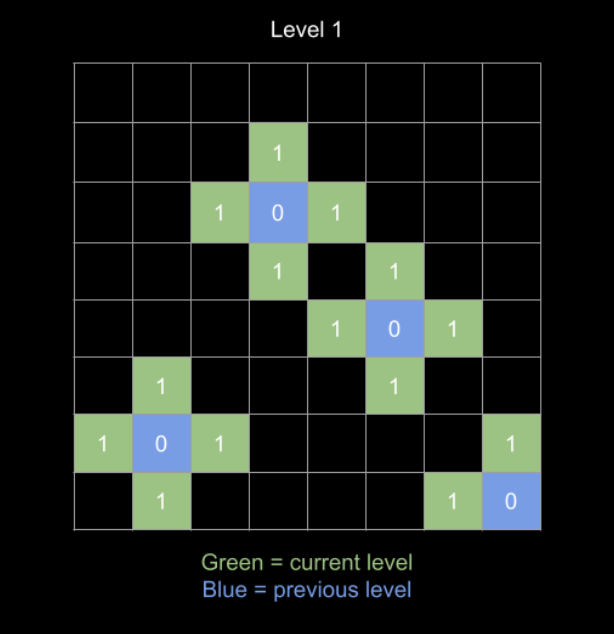 Level 1
1
1 0 1
1 1
1 0 1
1 1
1 0 1 1
1 1 0
Green = current level
Blue = previous level